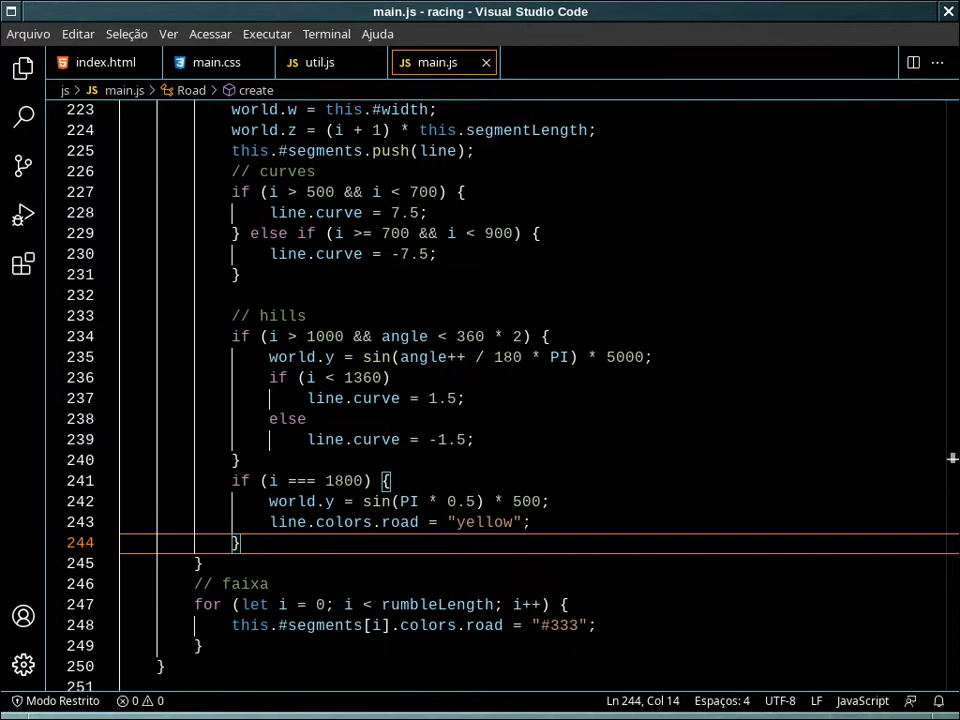 main.js - racing - Visual Studio Code
Arquivo Editar Seleção Ver Acessar Executar Terminal Ajuda
index.html main.css JS util.js JS main.js
js > JS main.js > Road > create
223 world.w = this.#width;
224 world.z = (i + 1) * this.segmentLength;
225 this.#segments.push(line);
226 // curves
227 if (i > 500 && i < 700) {
228 line.curve = 7.5;
229 } else if (i >= 700 && i < 900) {
230 line.curve = -7.5;
231 }
232
233 // hills
234 if (i > 1000 && angle < 360 * 2) {
235 world.y = sin(angle++ / 180 * PI) * 5000;
236 if (i < 1360)
237 line.curve = 1.5;
238 else
239 line.curve = -1.5;
240 }
241 if (i === 1800) {
242 world.y = sin(PI * 0.5) * 500;
243 line.colors.road = "yellow";
244 }
245 }
246 // faixa
247 for (let i = 0; i < rumbleLength; i++) {
248 this.#segments[i].colors.road = "#333";
249 }
250 }
251
Modo Restrito 0 0 Ln 244, Col 14 Espaços: 4 UTF-8 LF JavaScript